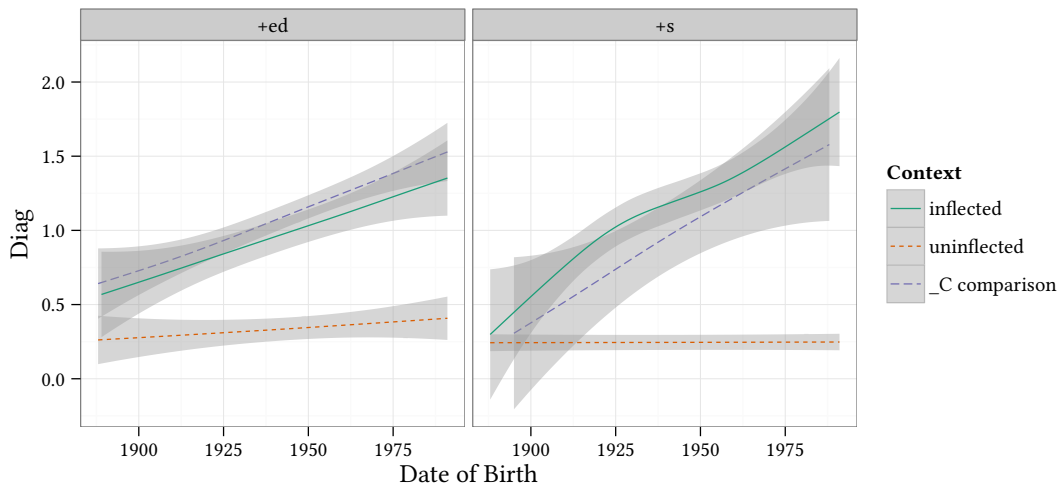 +ed
+s
Diag
2.0
1.5
1.0
0.5
0.0
1900 1925 1950 1975
1900 1925 1950 1975
Date of Birth
Context
inflected
uninflected
_C comparison